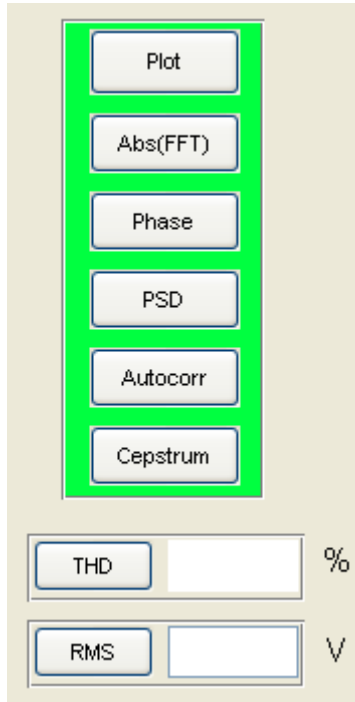 Plot
Abs(FFT)
Phase
PSD
Autocorr
Cepstrum
THD %
RMS V